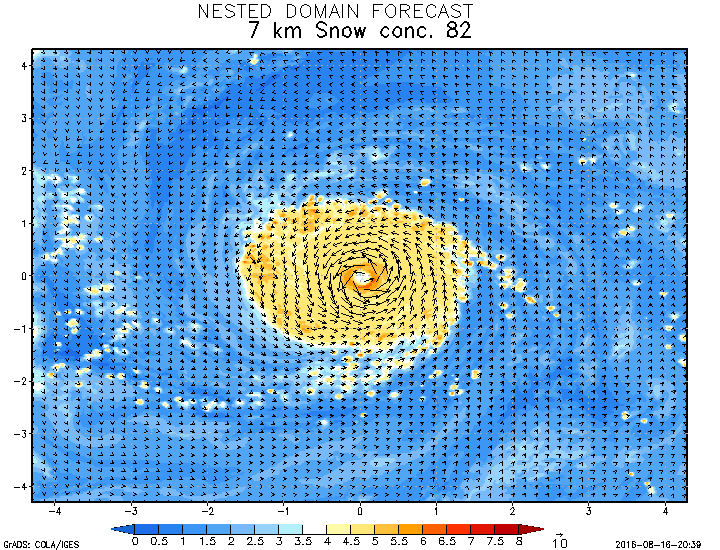 NESTED DOMAIN FORECAST
7 km Snow conc. 82
4
3
2
1
0
−1
−2
−3
−4
−4 −3 −2 −1 0 1 2 3 4
0 0.5 1 1.5 2 2.5 3 3.5 4 4.5 5 5.5 6 6.5 7 7.5 8
10
GrADS: COLA/IGES 2016−08−16−20:39